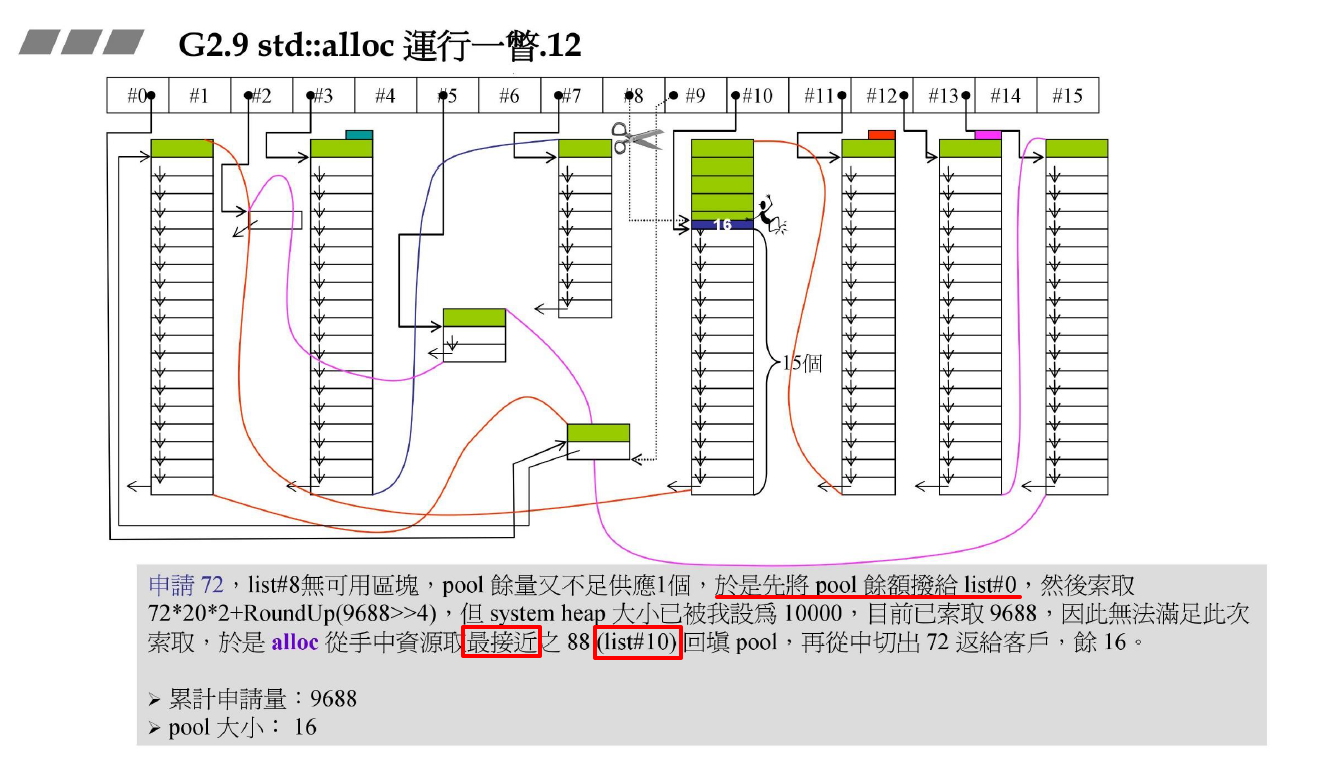 G2.9 std::alloc 運行一瞥.12
#0 #1 #2 #3 #4 #5 #6 #7 #8 #9 #10 #11 #12 #13 #14 #15
16
15個
申請 72，list#8無可用區塊，pool 餘量又不足供應1個，於是先將 pool 餘額撥給 list#0，然後索取
72*20*2+RoundUp(9688>>4)，但 system heap 大小已被我設為 10000，目前已索取 9688，因此無法滿足此次
索取，於是 alloc 從手中資源取最接近之 88 (list#10) 回填 pool，再從中切出 72 返給客戶，餘 16。
➢ 累計申請量：9688
➢ pool 大小： 16